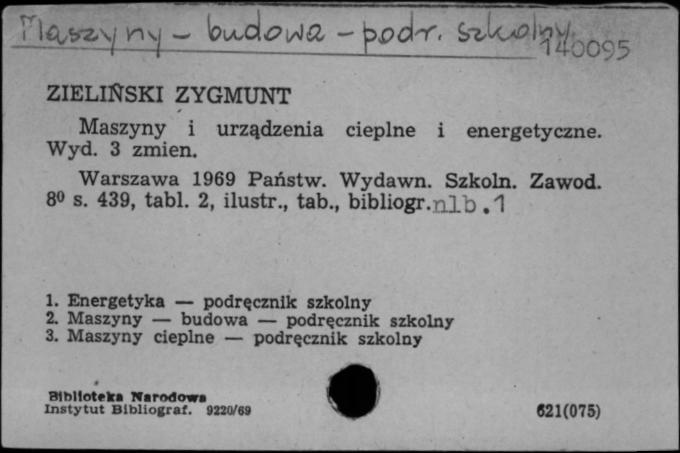 Maszyny - budowa - podr. szkolny.
140095
ZIELIŃSKI ZYGMUNT
Maszyny i urządzenia cieplne i energetyczne.
Wyd. 3 zmien.
Warszawa 1969 Państw. Wydawn. Szkoln. Zawod.
8⁰ s. 439, tabl. 2, ilustr., tab., bibliogr. nlb.1
1. Energetyka — podręcznik szkolny
2. Maszyny — budowa — podręcznik szkolny
3. Maszyny cieplne — podręcznik szkolny
Biblioteka Narodowa
Instytut Bibliograf. 9220/69
621(075)